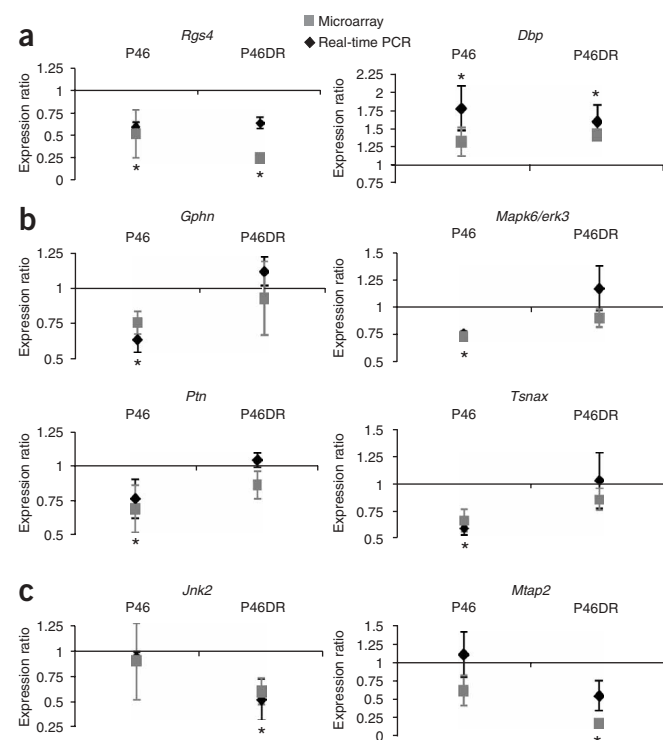 Microarray
Real-time PCR
a
Rgs4
P46 P46DR
Expression ratio
1.25
1
0.75
0.5
0.25
0
*
*
Dbp
P46 P46DR
Expression ratio
2.25
2
1.75
1.5
1.25
1
0.75
*
*
b
Gphn
P46 P46DR
Expression ratio
1.25
1
0.75
0.5
*
Mapk6/erk3
P46 P46DR
Expression ratio
1.5
1.25
1
0.75
0.5
*
Ptn
P46 P46DR
Expression ratio
1.25
1
0.75
0.5
*
Tsnax
P46 P46DR
Expression ratio
1.5
1.25
1
0.75
0.5
*
c
Jnk2
P46 P46DR
Expression ratio
1.25
1
0.75
0.5
0.25
*
Mtap2
P46 P46DR
Expression ratio
1.5
1.25
1
0.75
0.5
0.25
0
*